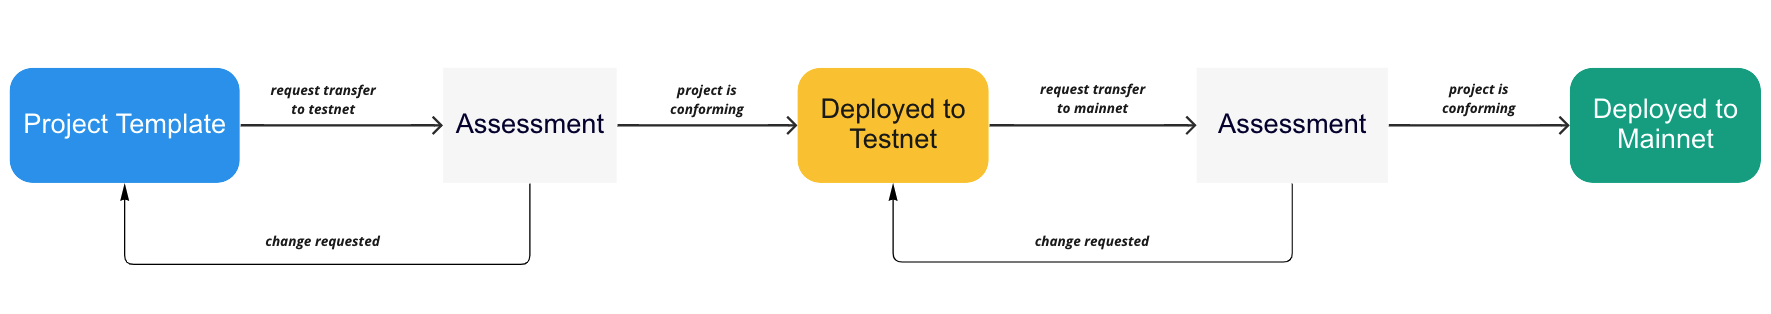 Project Template
request transfer
to testnet
Assessment
project is
conforming
Deployed to
Testnet
request transfer
to mainnet
Assessment
project is
conforming
Deployed to
Mainnet
change requested
change requested